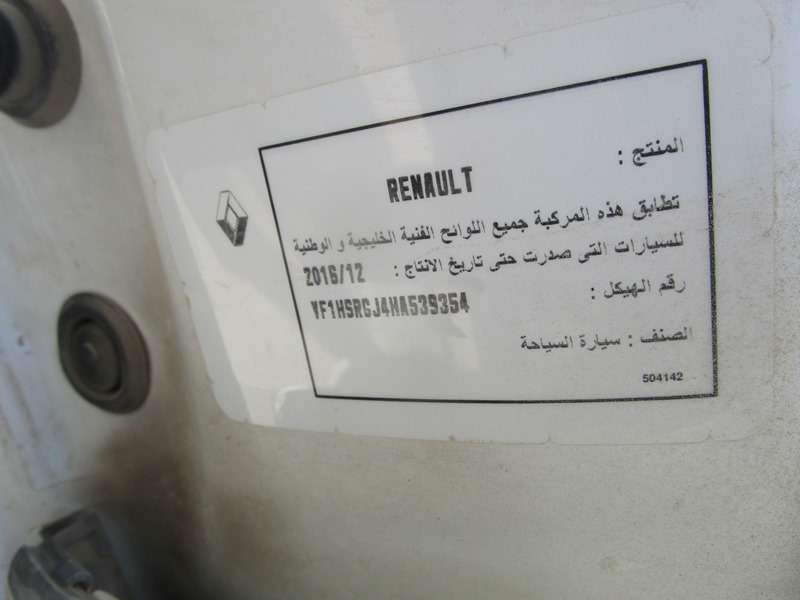 المنتج : RENAULT
تطابق هذه المركبة جميع اللوائح الفنية الخليجية و الوطنية
للسيارات التى صدرت حتى تاريخ الانتاج : 2016/12
رقم الهيكل : VF1HSRGJ4HA539354
الصنف : سيارة السياحة
504142